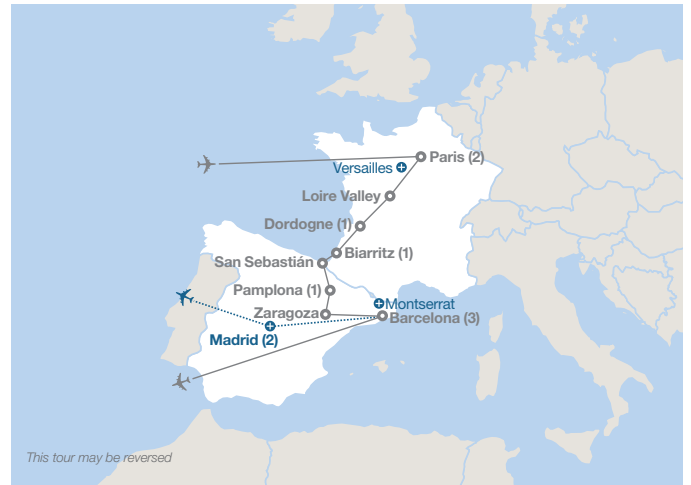 Paris (2)
Versailles
Loire Valley
Dordogne (1)
Biarritz (1)
San Sebastián
Pamplona (1)
Montserrat
Zaragoza
Barcelona (3)
Madrid (2)
This tour may be reversed